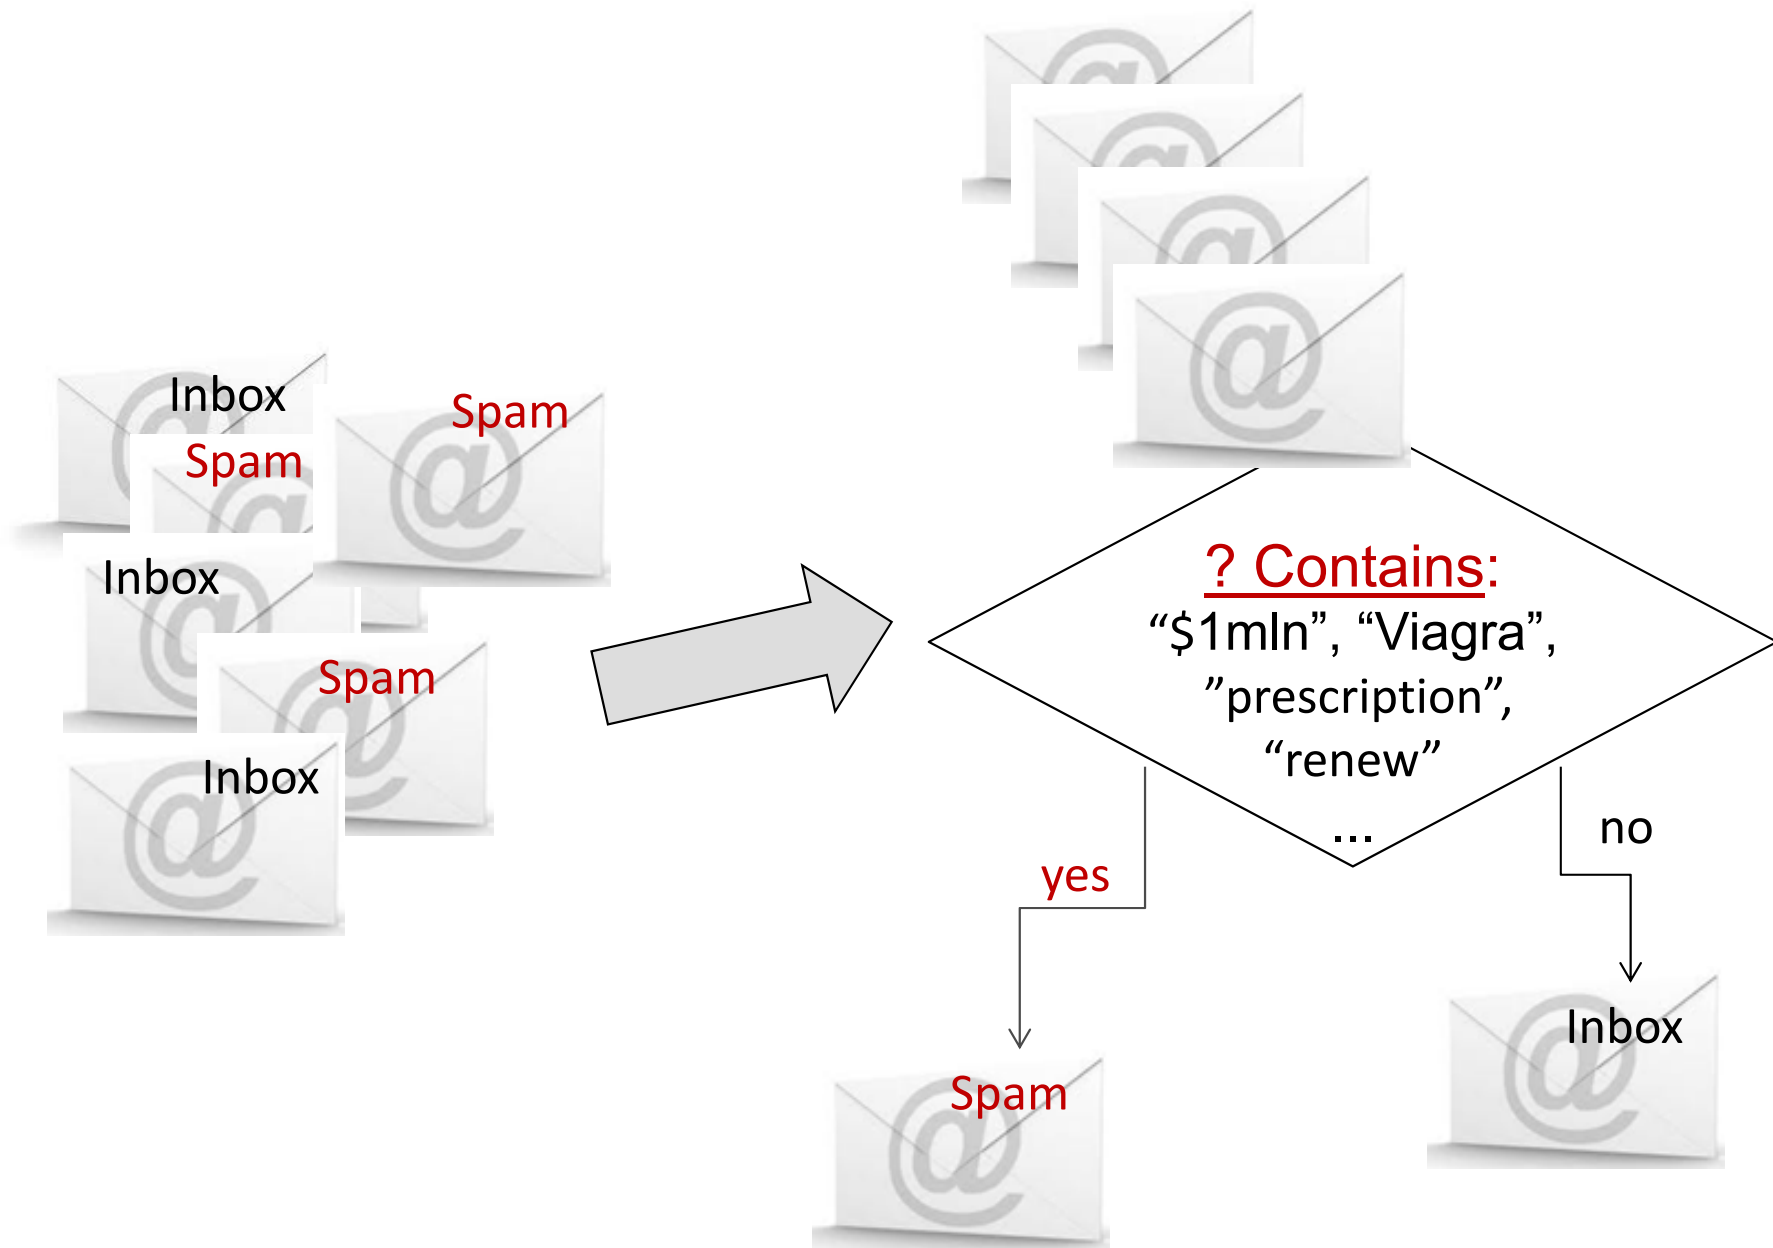 Inbox
Spam
Spam
Inbox
Spam
Inbox
? Contains:
“$1mln”, “Viagra”,
”prescription”,
“renew”
...
yes
no
Spam
Inbox